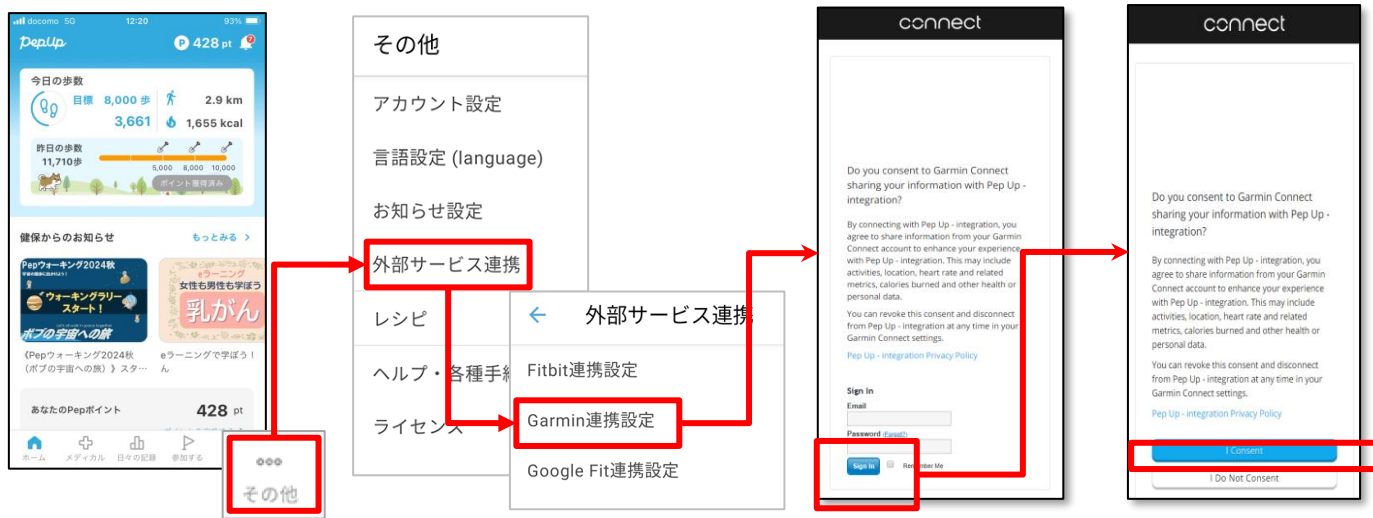 docomo 5G 12:20 93%
PepUp P 428 pt
今日の歩数
目標 8,000 歩 2.9 km
3,661 1,655 kcal
昨日の歩数
11,710歩
5,000 8,000 10,000
ポイント獲得済み
健保からのお知らせ もっとみる >
Pepウォーキング2024秋
ウォーキングラリー
スタート!
ボブの宇宙への旅
eラーニング
女性も男性も学ぼう
乳がん
《Pepウォーキング2024秋
(ボブの宇宙への旅)》スタ…
eラーニングで学ぼう!
ん
あなたのPepポイント 428 pt
ホーム メディカル 日々の記録 参加する
その他
その他
アカウント設定
言語設定 (language)
お知らせ設定
外部サービス連携
レシピ
ヘルプ・各種手続
ライセンス
← 外部サービス連携
Fitbit連携設定
Garmin連携設定
Google Fit連携設定
connect
Do you consent to Garmin Connect
sharing your information with Pep Up -
integration?
By connecting with Pep Up - integration, you
agree to share information from your Garmin
Connect account to enhance your experience
with Pep Up - integration. This may include
activities, location, heart rate and related
metrics, calories burned and other health or
personal data.
You can revoke this consent and disconnect
from Pep Up - integration at any time in your
Garmin Connect settings.
Pep Up - integration Privacy Policy
Sign In
Email
Password (Forgot?)
Sign In Remember Me
connect
Do you consent to Garmin Connect
sharing your information with Pep Up -
integration?
By connecting with Pep Up - integration, you
agree to share information from your Garmin
Connect account to enhance your experience
with Pep Up - integration. This may include
activities, location, heart rate and related
metrics, calories burned and other health or
personal data.
You can revoke this consent and disconnect
from Pep Up - integration at any time in your
Garmin Connect settings.
Pep Up - integration Privacy Policy
I Consent
I Do Not Consent